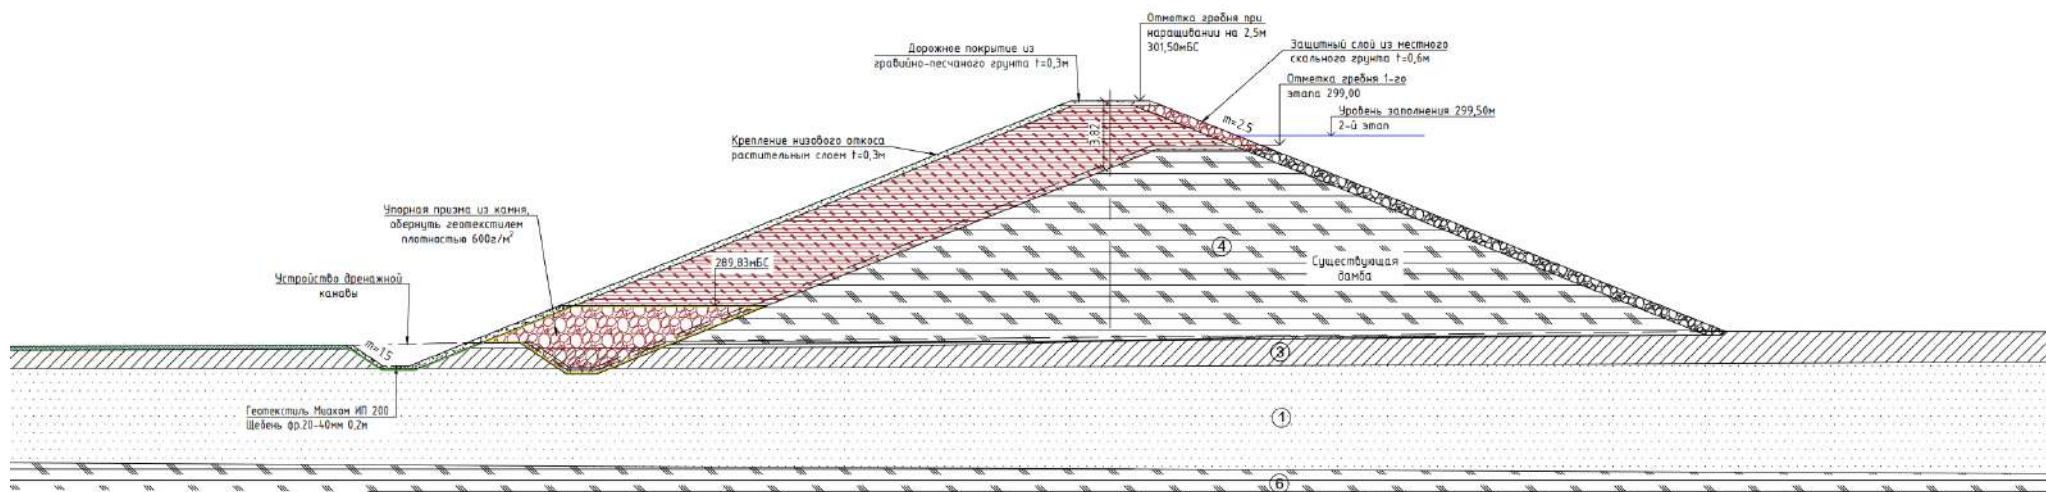 Отметка гребня при
наращивании на 2,5м
301,50мБС
Дорожное покрытие из
гравийно-песчаного грунта t=0,3м
Защитный слой из местного
скального грунта t=0,6м
Отметка гребня 1-го
этапа 299,00
Уровень заполнения 299,50м
2-й этап
m=2.5
3,82
Крепление низового откоса
растительным слоем t=0,3м
Упорная призма из камня,
обернуть геотекстилем
плотностью 600г/м²
289,83мБС
4
Существующая
дамба
Устройство дренажной
канавы
m=1.5
3
Геотекстиль Миаком ИП 200
Щебень фр.20-40мм 0,2м
1
6